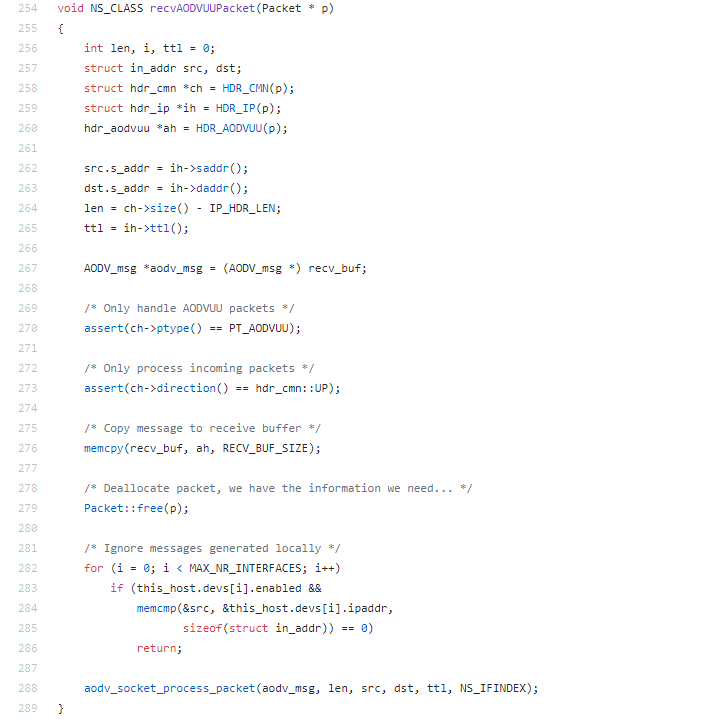 254 void NS_CLASS recvAODVUUPacket(Packet * p)
255 {
256     int len, i, ttl = 0;
257     struct in_addr src, dst;
258     struct hdr_cmn *ch = HDR_CMN(p);
259     struct hdr_ip *ih = HDR_IP(p);
260     hdr_aodvuu *ah = HDR_AODVUU(p);
261
262     src.s_addr = ih->saddr();
263     dst.s_addr = ih->daddr();
264     len = ch->size() - IP_HDR_LEN;
265     ttl = ih->ttl();
266
267     AODV_msg *aodv_msg = (AODV_msg *) recv_buf;
268
269     /* Only handle AODVUU packets */
270     assert(ch->ptype() == PT_AODVUU);
271
272     /* Only process incoming packets */
273     assert(ch->direction() == hdr_cmn::UP);
274
275     /* Copy message to receive buffer */
276     memcpy(recv_buf, ah, RECV_BUF_SIZE);
277
278     /* Deallocate packet, we have the information we need... */
279     Packet::free(p);
280
281     /* Ignore messages generated locally */
282     for (i = 0; i < MAX_NR_INTERFACES; i++)
283         if (this_host.devs[i].enabled &&
284             memcmp(&src, &this_host.devs[i].ipaddr,
285                    sizeof(struct in_addr)) == 0)
286             return;
287
288     aodv_socket_process_packet(aodv_msg, len, src, dst, ttl, NS_IFINDEX);
289 }